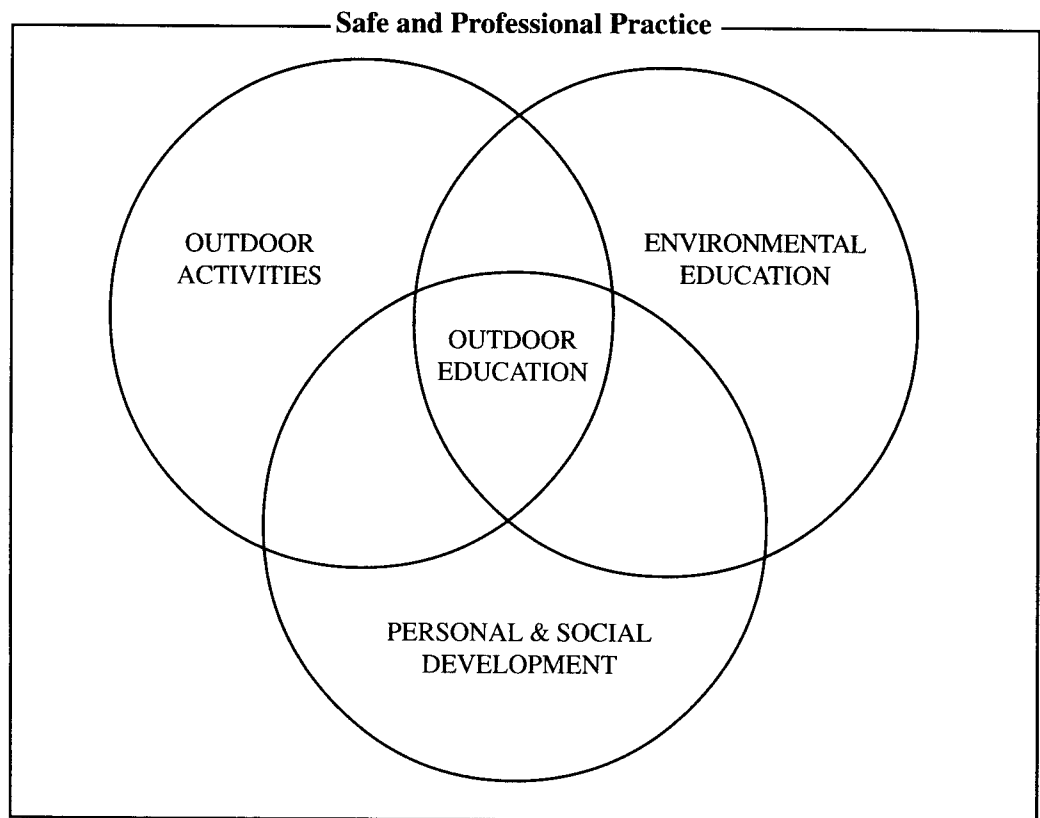 Safe and Professional Practice
OUTDOOR
ACTIVITIES
ENVIRONMENTAL
EDUCATION
OUTDOOR
EDUCATION
PERSONAL & SOCIAL
DEVELOPMENT